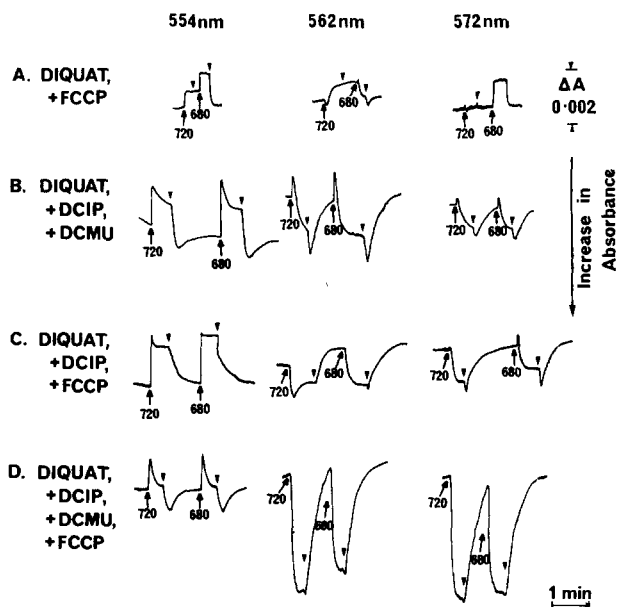 554nm 562nm 572nm
A. DIQUAT,
+FCCP
720 680
720 680
720 680
ΔA
0·002
B. DIQUAT,
+DCIP,
+DCMU
720 680
720 680
720 680
Increase in
Absorbance
C. DIQUAT,
+DCIP,
+FCCP
720 680
720 680
720 680
D. DIQUAT,
+DCIP,
+DCMU,
+FCCP
720 680
720 680
720 680
1 min